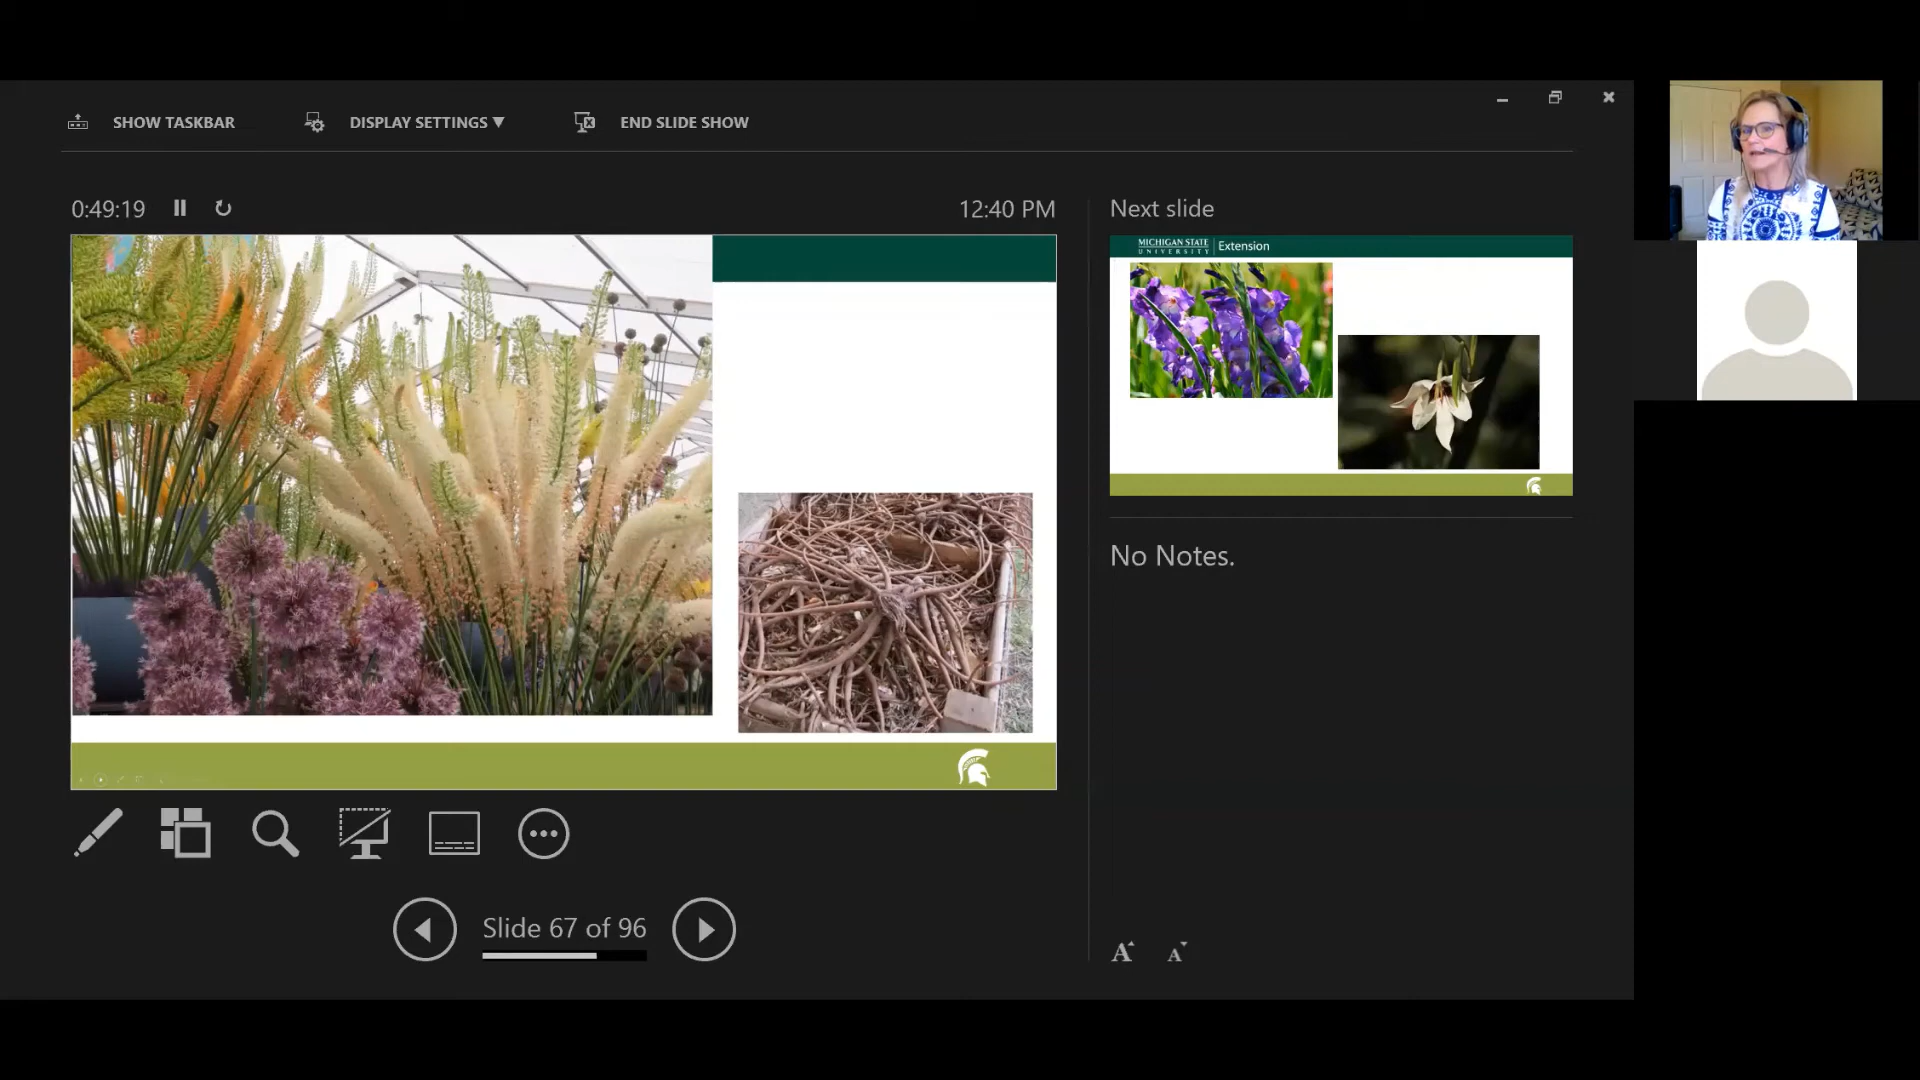 SHOW TASKBAR
DISPLAY SETTINGS ▼
END SLIDE SHOW
0:49:19
12:40 PM
Next slide
MICHIGAN STATE
UNIVERSITY
Extension
No Notes.
Slide 67 of 96
A
A